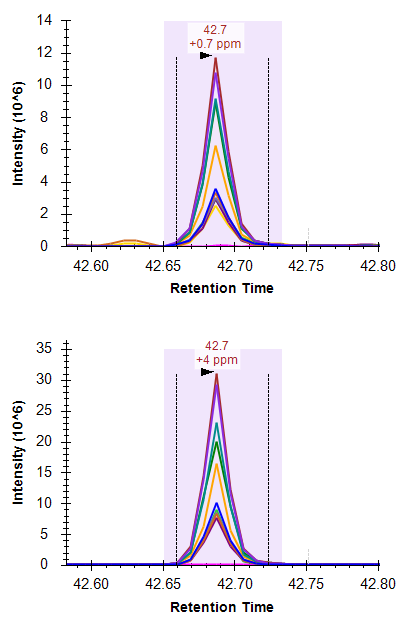 14
12
10
8
6
4
2
0
Intensity (10^6)
42.7
+0.7 ppm
42.60 42.65 42.70 42.75 42.80
Retention Time
35
30
25
20
15
10
5
0
Intensity (10^6)
42.7
+4 ppm
42.60 42.65 42.70 42.75 42.80
Retention Time